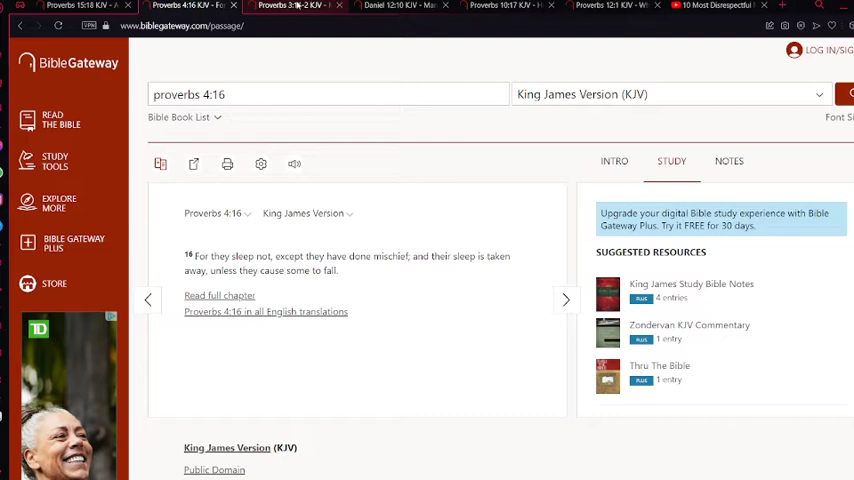 Proverbs 15:18 KJV - A
Proverbs 4:16 KJV - For
Proverbs 3:1-2 KJV -
Daniel 12:10 KJV - Man
Proverbs 10:17 KJV - H
Proverbs 12:1 KJV - Wh
10 Most Disrespectful
VPN
www.biblegateway.com/passage/
BibleGateway
LOG IN/SIG
proverbs 4:16
King James Version (KJV)
Bible Book List
Font Si
READ
THE BIBLE
STUDY
TOOLS
EXPLORE
MORE
BIBLE GATEWAY
PLUS
STORE
INTRO
STUDY
NOTES
Proverbs 4:16
King James Version
16 For they sleep not, except they have done mischief; and their sleep is taken
away, unless they cause some to fall.
Read full chapter
Proverbs 4:16 in all English translations
Upgrade your digital Bible study experience with Bible
Gateway Plus. Try it FREE for 30 days.
SUGGESTED RESOURCES
King James Study Bible Notes
PLUS 4 entries
Zondervan KJV Commentary
PLUS 1 entry
Thru The Bible
PLUS 1 entry
TD
King James Version (KJV)
Public Domain